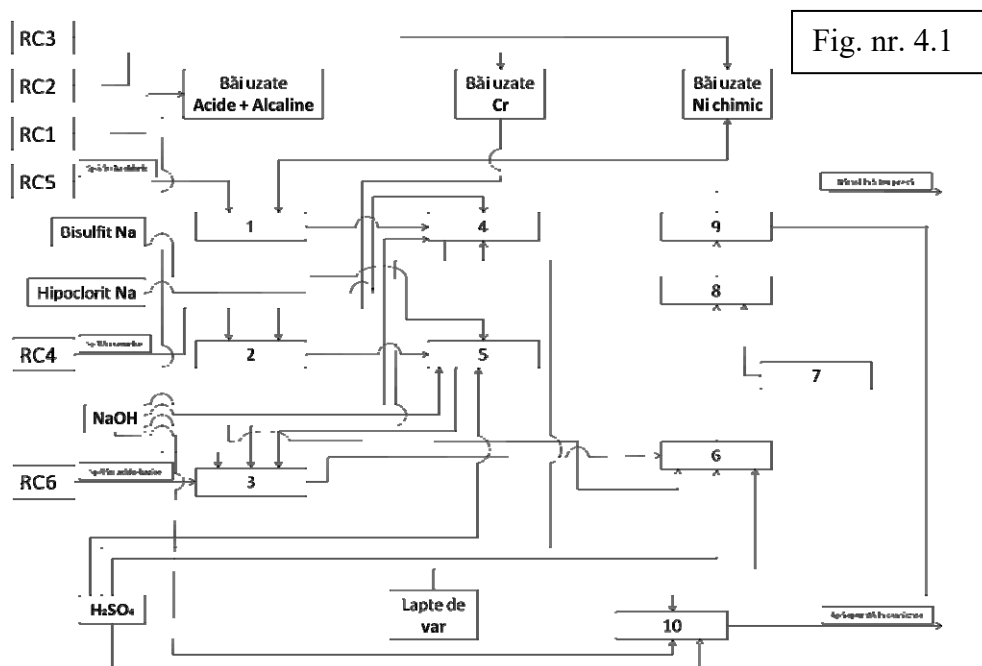 Fig. nr. 4.1
RC3
RC2
RC1
RC5
Băi uzate
Acide + Alcaline
Băi uzate
Cr
Băi uzate
Ni chimic
1
4
9
Bisulfit Na
Hipoclorit Na
8
RC4
2
5
7
NaOH
6
RC6
3
H₂SO₄
Lapte de
var
10